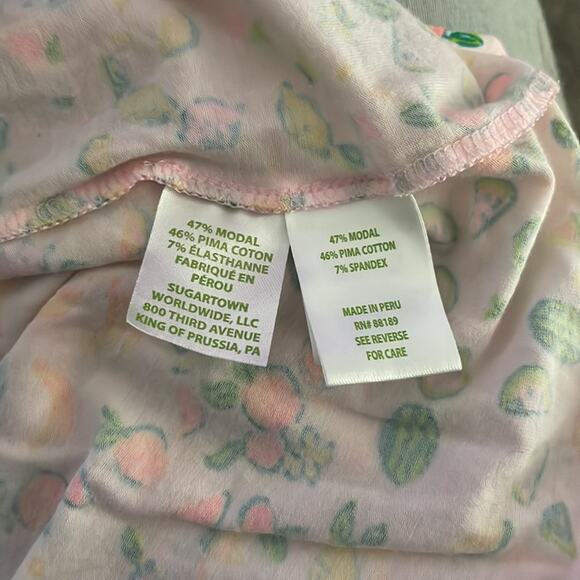 47% MODAL
46% PIMA COTON
7% ÉLASTHANNE
FABRIQUÉ EN
PÉROU
SUGARTOWN
WORLDWIDE, LLC
800 THIRD AVENUE
KING OF PRUSSIA, PA
47% MODAL
46% PIMA COTTON
7% SPANDEX
MADE IN PERU
RN# 88189
SEE REVERSE
FOR CARE